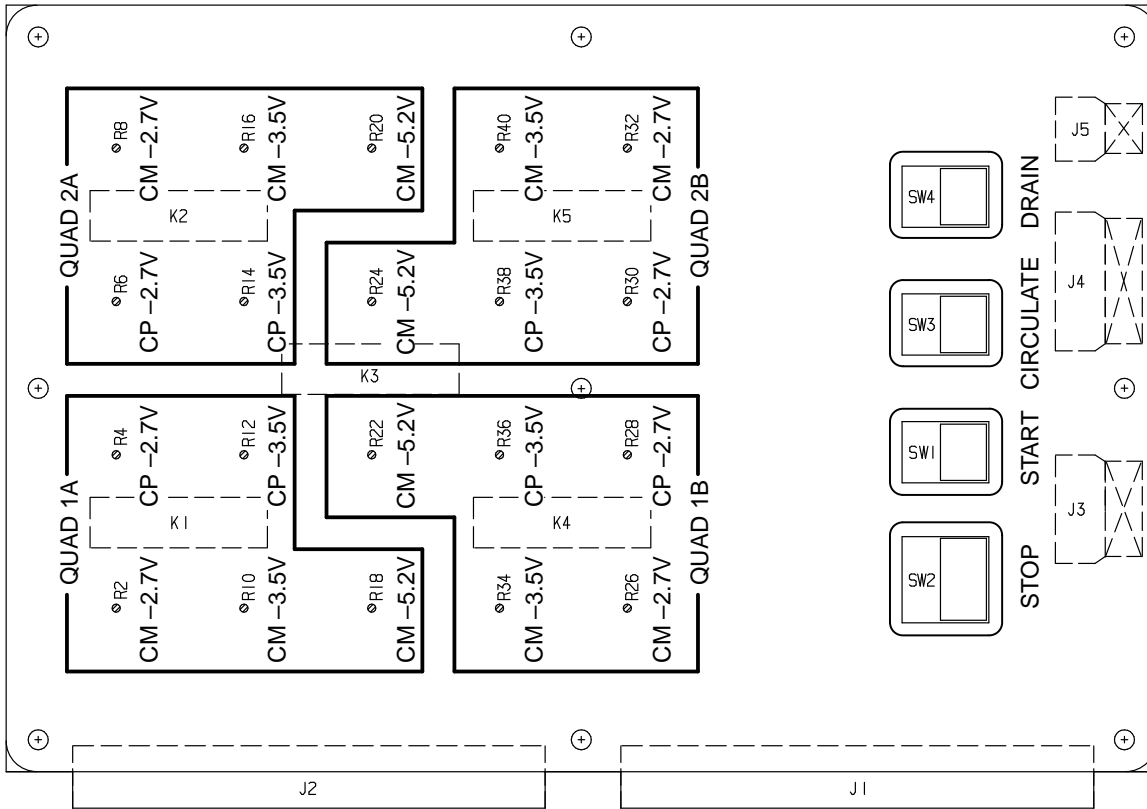 R8
CM –2.7V
R16
CM –3.5V
R20
CM –5.2V
R40
CM –3.5V
R32
CM –2.7V
J5
QUAD 2A
K2
K5
QUAD 2B
SW4
DRAIN
R6
CP –2.7V
R14
CP –3.5V
R24
CM –5.2V
R38
CP –3.5V
R30
CP –2.7V
SW3
CIRCULATE
J4
K3
R4
CP –2.7V
R12
CP –3.5V
R22
CM –5.2V
R36
CP –3.5V
R28
CP –2.7V
SW1
START
QUAD 1A
K1
K4
QUAD 1B
J3
R2
CM –2.7V
R10
CM –3.5V
R18
CM –5.2V
R34
CM –3.5V
R26
CM –2.7V
SW2
STOP
J2
J1